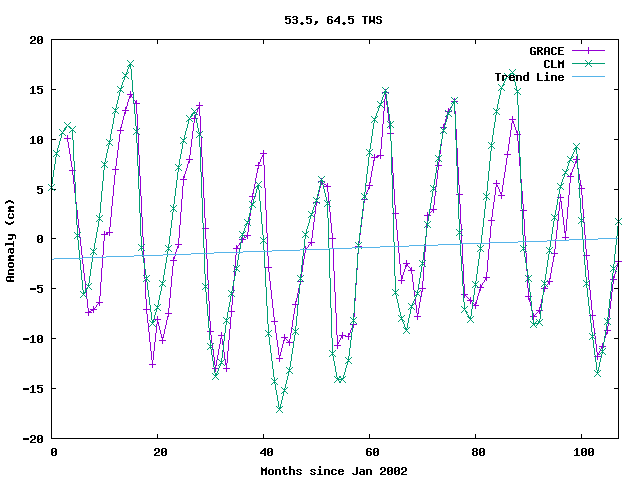 53.5, 64.5 TWS
GRACE
CLM
Trend Line
20
15
10
5
0
-5
-10
-15
-20
Anomaly (cm)
0 20 40 60 80 100
Months since Jan 2002